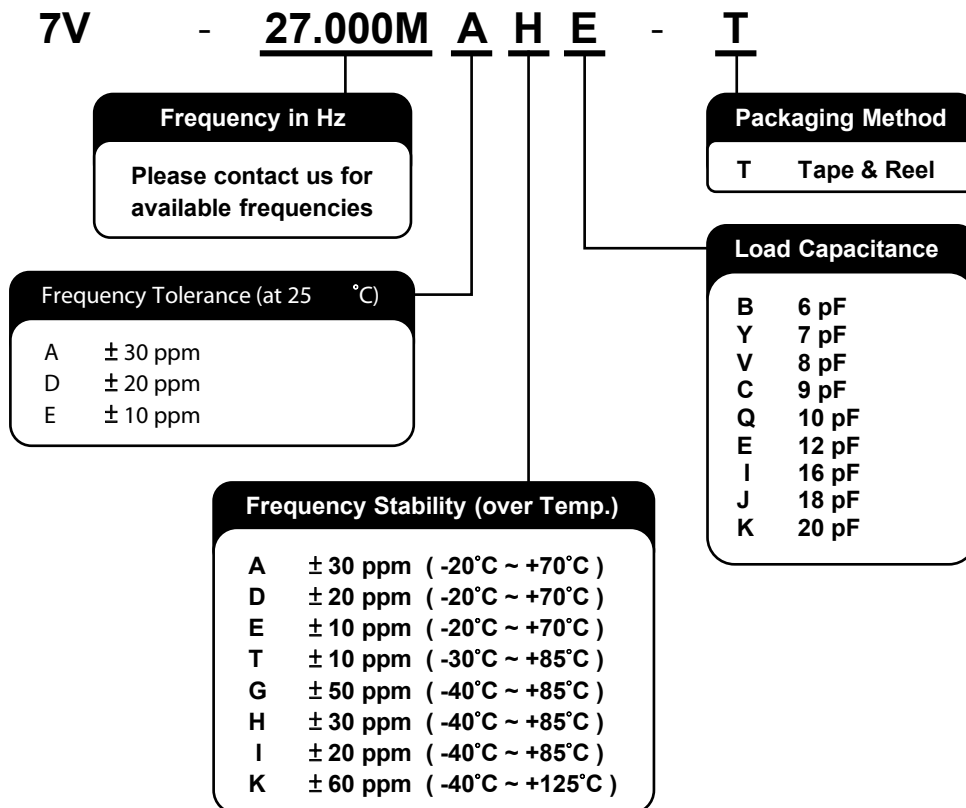 7V - 27.000M A H E - T
Frequency in Hz
Please contact us for
available frequencies
Packaging Method
T Tape & Reel
Load Capacitance
B 6 pF
Y 7 pF
V 8 pF
C 9 pF
Q 10 pF
E 12 pF
I 16 pF
J 18 pF
K 20 pF
Frequency Tolerance (at 25 °C)
A ± 30 ppm
D ± 20 ppm
E ± 10 ppm
Frequency Stability (over Temp.)
A ± 30 ppm ( -20°C ~ +70°C )
D ± 20 ppm ( -20°C ~ +70°C )
E ± 10 ppm ( -20°C ~ +70°C )
T ± 10 ppm ( -30°C ~ +85°C )
G ± 50 ppm ( -40°C ~ +85°C )
H ± 30 ppm ( -40°C ~ +85°C )
I ± 20 ppm ( -40°C ~ +85°C )
K ± 60 ppm ( -40°C ~ +125°C )